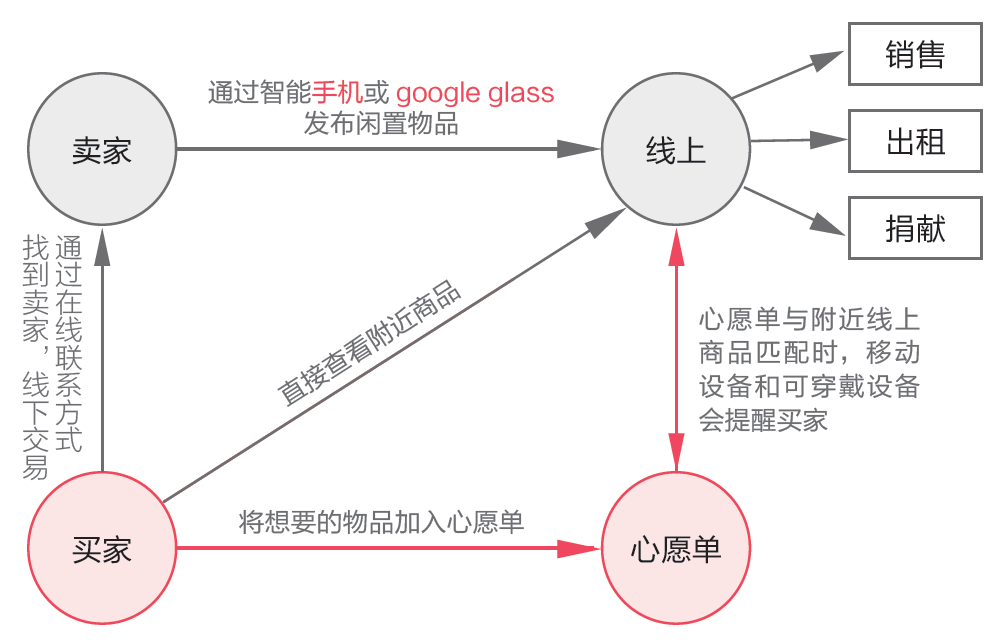 通过智能手机或 google glass
发布闲置物品
卖家
线上
销售
出租
捐献
通过在线联系方式
找到卖家，线下交易
直接查看附近商品
心愿单与附近线上
商品匹配时，移动
设备和可穿戴设备
会提醒买家
买家
将想要的物品加入心愿单
心愿单